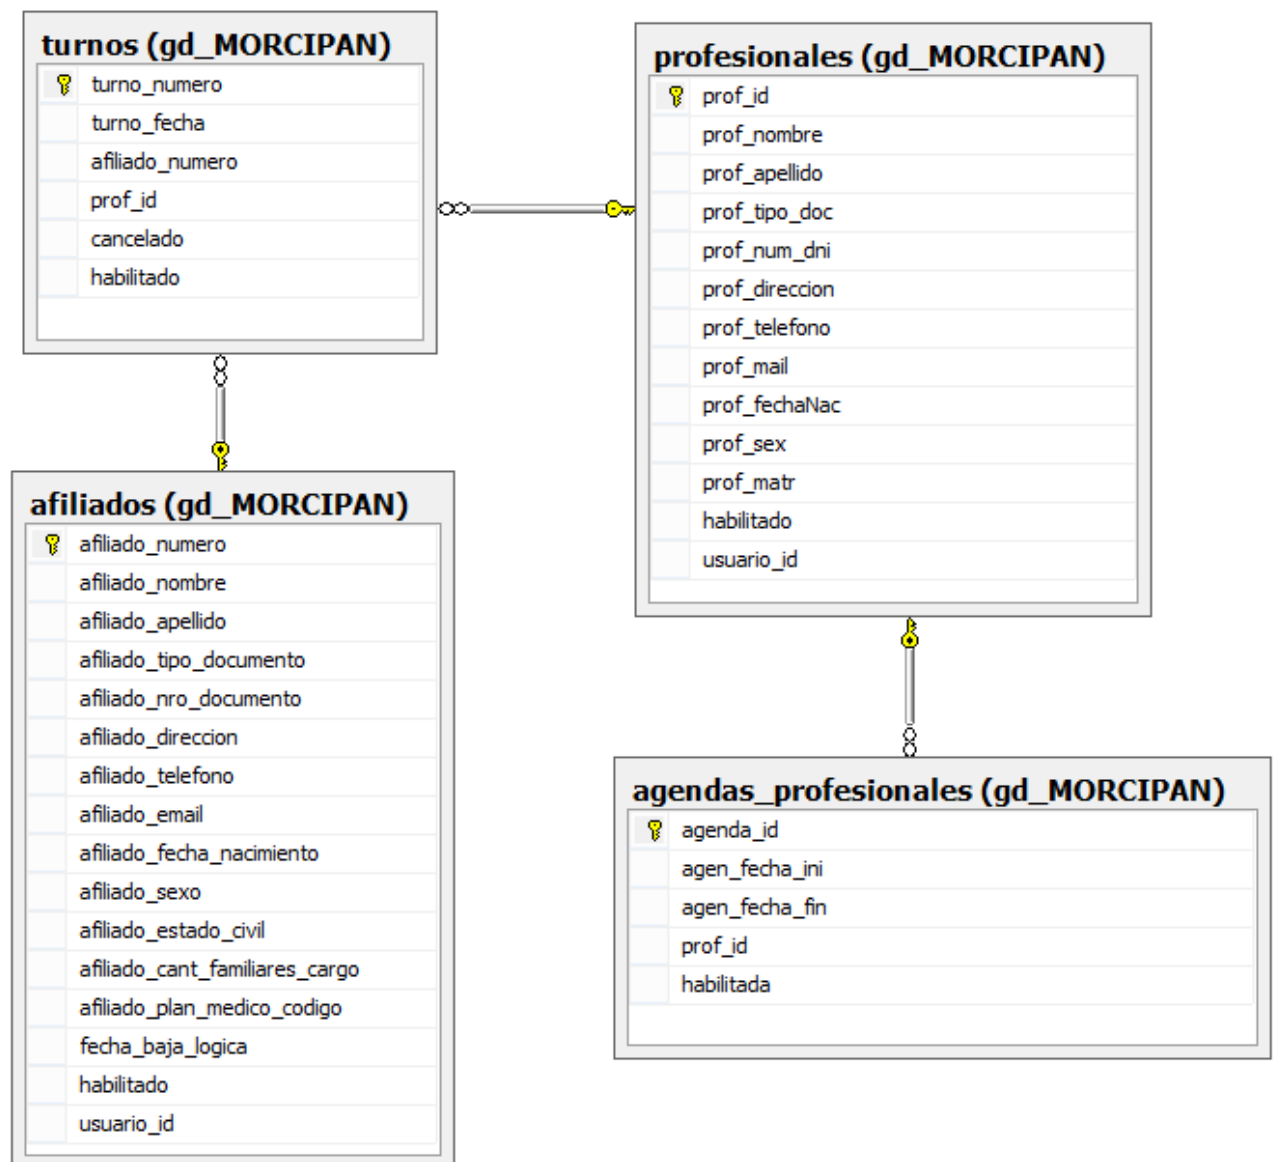 turnos (gd_MORCIPAN)
turno_numero
turno_fecha
afiliado_numero
prof_id
cancelado
habilitado
profesionales (gd_MORCIPAN)
prof_id
prof_nombre
prof_apellido
prof_tipo_doc
prof_num_dni
prof_direccion
prof_telefono
prof_mail
prof_fechaNac
prof_sex
prof_matr
habilitado
usuario_id
afiliados (gd_MORCIPAN)
afiliado_numero
afiliado_nombre
afiliado_apellido
afiliado_tipo_documento
afiliado_nro_documento
afiliado_direccion
afiliado_telefono
afiliado_email
afiliado_fecha_nacimiento
afiliado_sexo
afiliado_estado_civil
afiliado_cant_familiares_cargo
afiliado_plan_medico_codigo
fecha_baja_logica
habilitado
usuario_id
agendas_profesionales (gd_MORCIPAN)
agenda_id
agen_fecha_ini
agen_fecha_fin
prof_id
habilitada